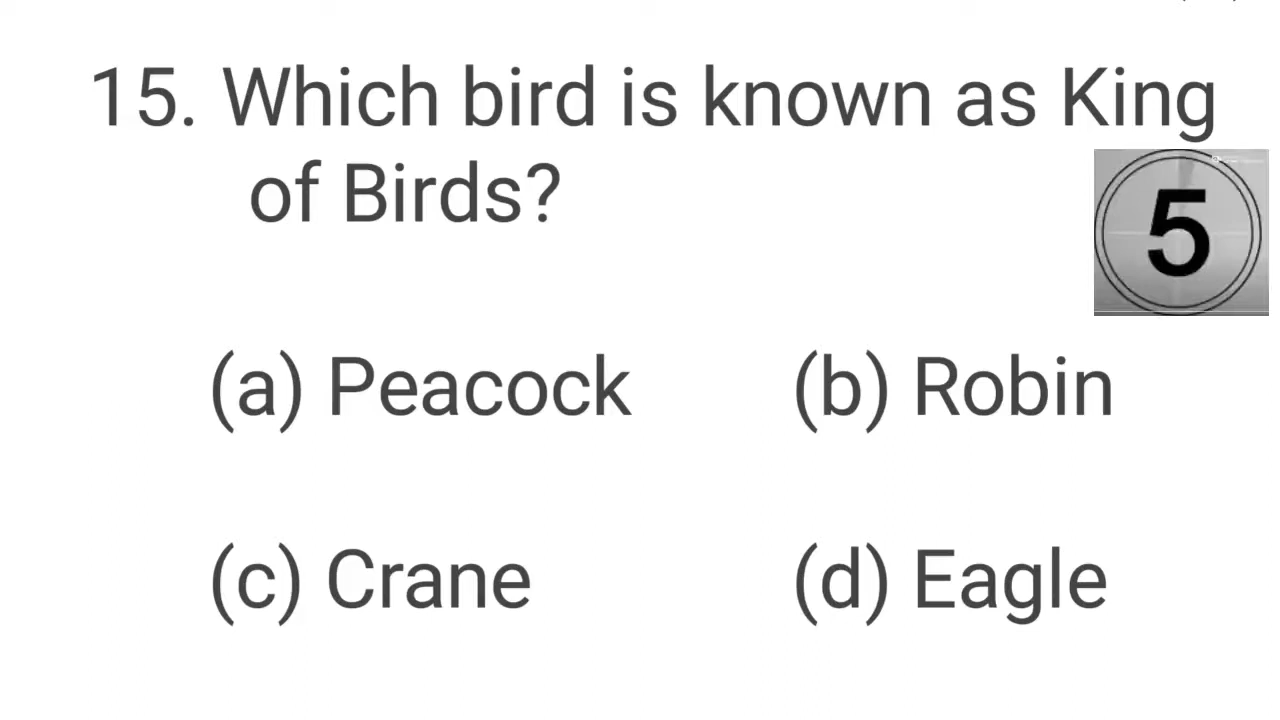 15. Which bird is known as King
of Birds?
5
(a) Peacock (b) Robin
(c) Crane (d) Eagle